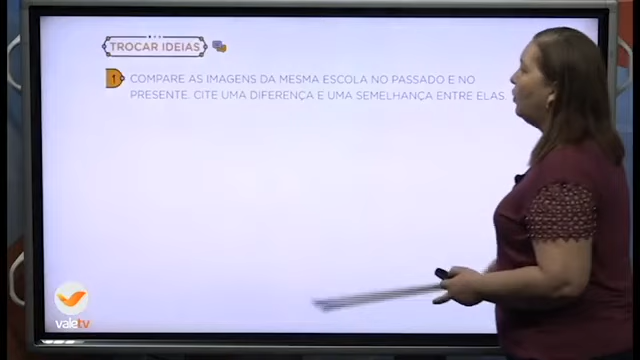 TROCAR IDEIAS
1 COMPARE AS IMAGENS DA MESMA ESCOLA NO PASSADO E NO
PRESENTE. CITE UMA DIFERENÇA E UMA SEMELHANÇA ENTRE ELAS.
valetv